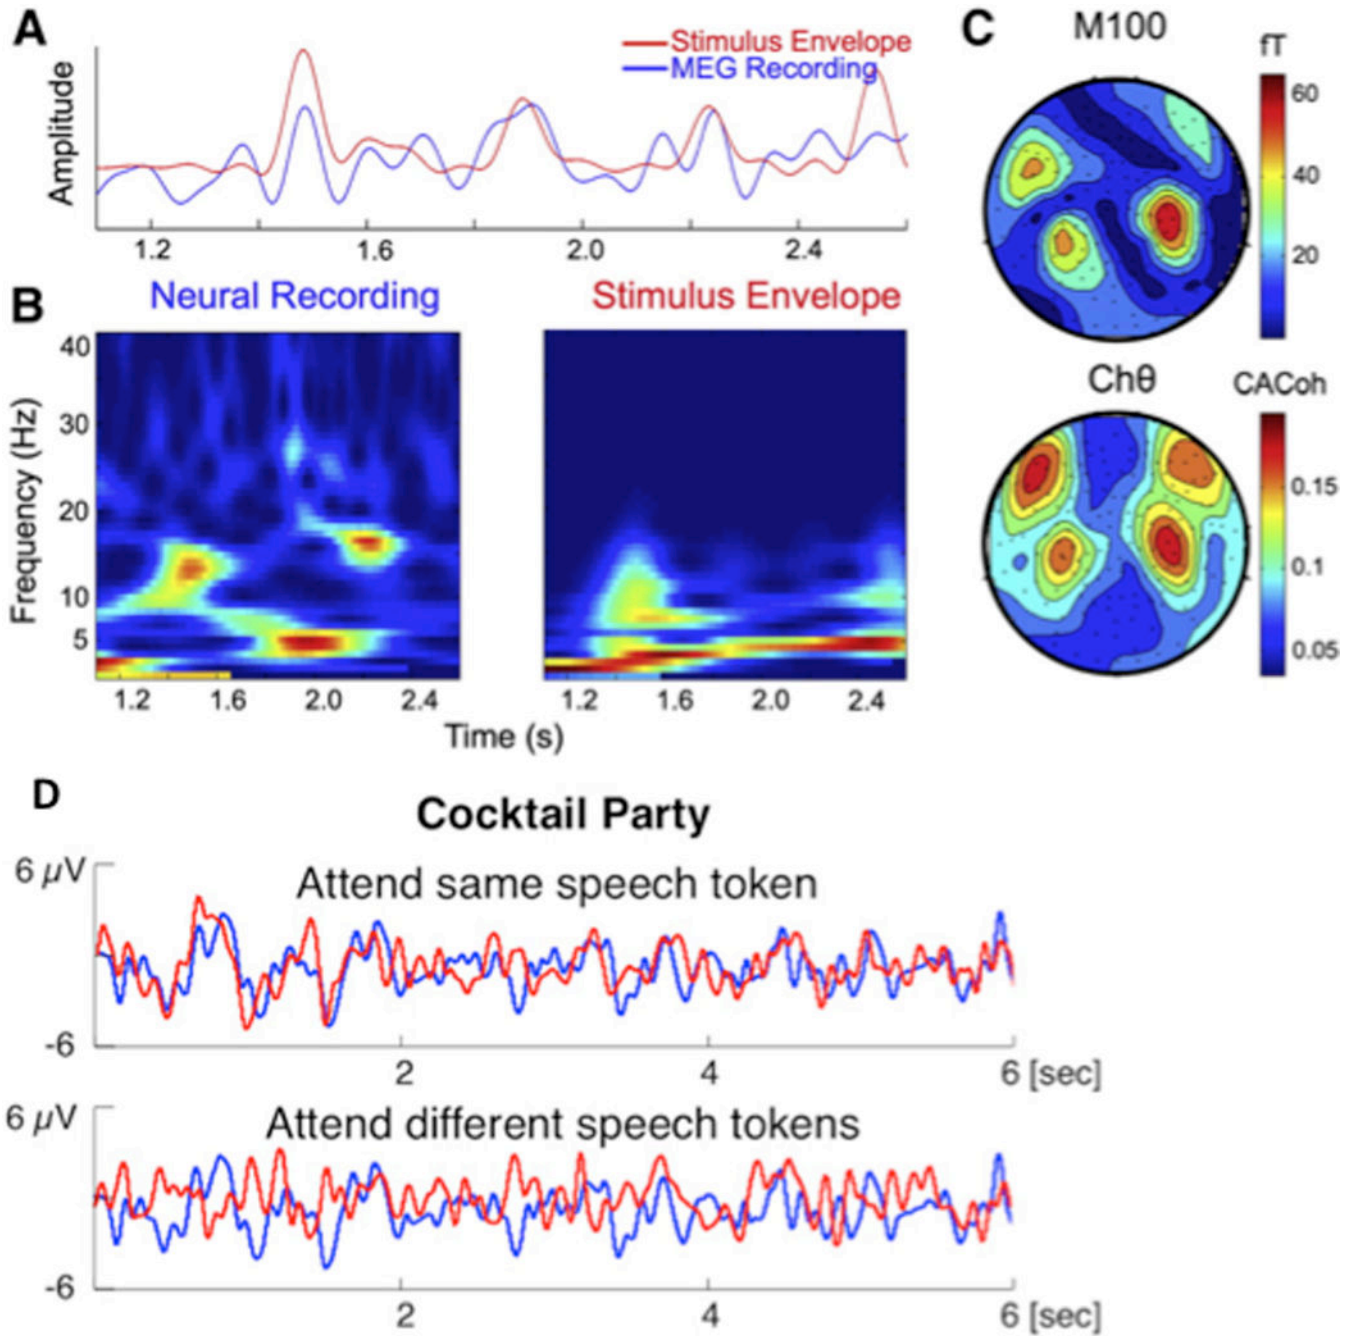 A
Amplitude
Stimulus Envelope
MEG Recording
1.2 1.6 2.0 2.4
B
Neural Recording
Stimulus Envelope
Frequency (Hz)
40
30
20
10
5
1.2 1.6 2.0 2.4
1.2 1.6 2.0 2.4
Time (s)
C
M100
fT
60
40
20
Chθ
CACoh
0.15
0.1
0.05
D
Cocktail Party
6 µV
Attend same speech token
-6
2 4 6 [sec]
6 µV
Attend different speech tokens
-6
2 4 6 [sec]